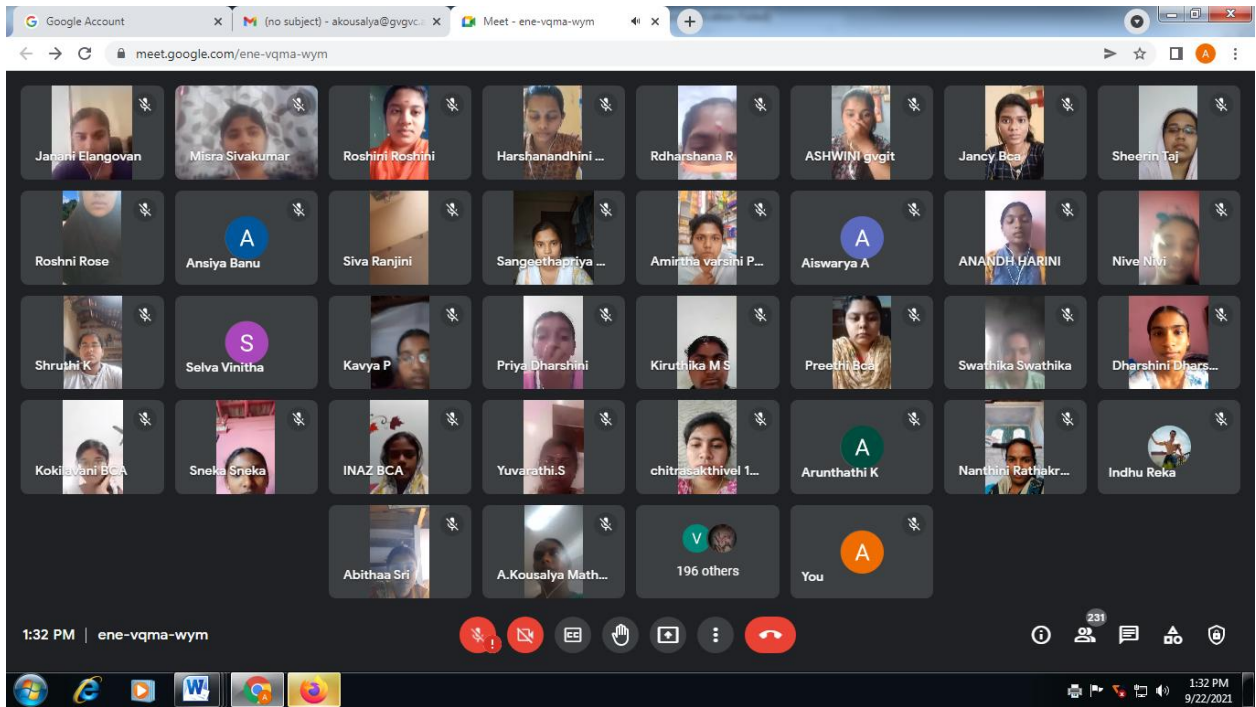 Google Account
(no subject) - akousalya@gvgvc.a
Meet - ene-vqma-wym
meet.google.com/ene-vqma-wym
A
Janani Elangovan
Misra Sivakumar
Roshini Roshini
Harshanandhini ...
Rdharshana R
ASHWINI gvgit
Jancy Bca
Sheerin Taj
Roshni Rose
A
Ansiya Banu
Siva Ranjini
Sangeethapriya ...
Amirtha varsini P...
A
Aiswarya A
ANANDH HARINI
Nive Nivi
Shruthi K
S
Selva Vinitha
Kavya P
Priya Dharshini
Kiruthika M S
Preethi Bca
Swathika Swathika
Dharshini Dhars...
Kokilavani BCA
Sneka Sneka
INAZ BCA
Yuvarathi.S
chitrasakthivel 1...
A
Arunthathi K
Nanthini Rathakr...
Indhu Reka
Abithaa Sri
A.Kousalya Math...
V
196 others
A
You
1:32 PM | ene-vqma-wym
CC
231
1:32 PM
9/22/2021